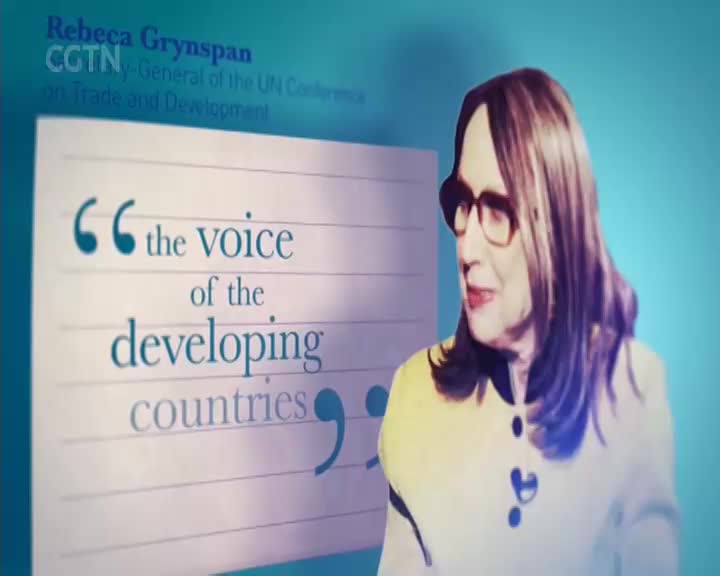 Rebeca Grynspan
CGTN
-General of the UN Conference
on Trade and Development
“ the voice
of the
developing
countries ”